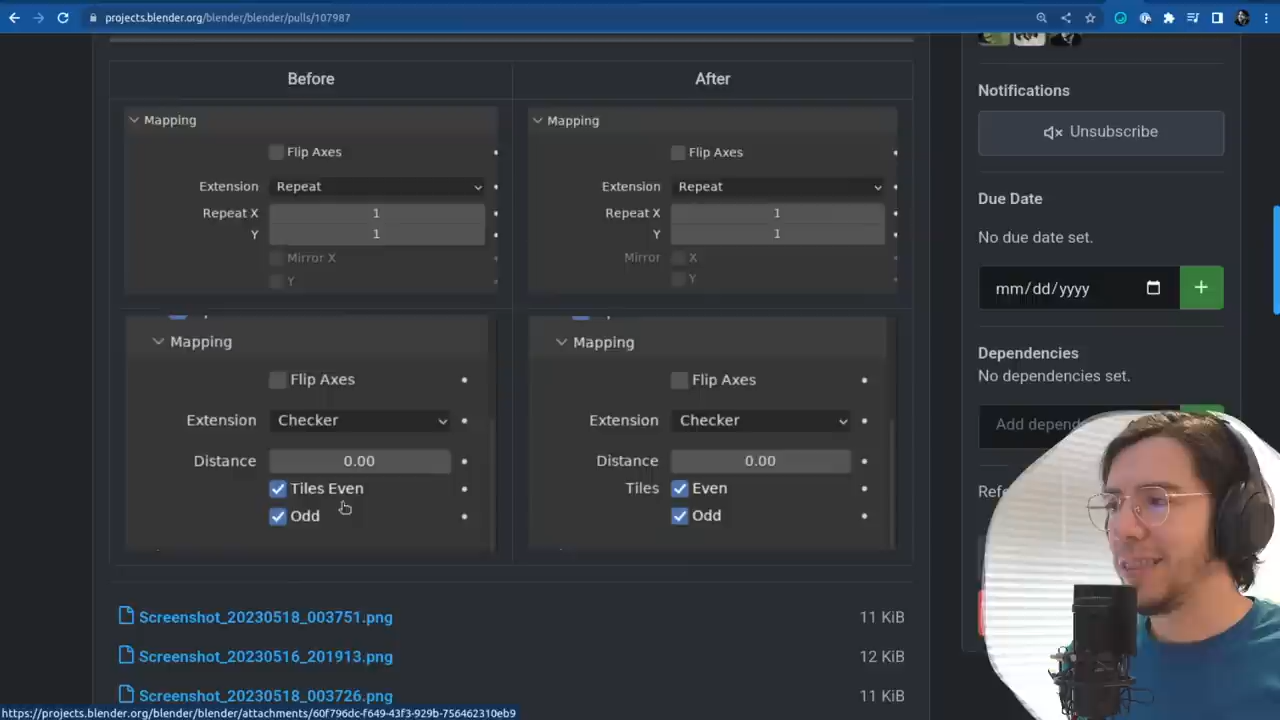 projects.blender.org/blender/blender/pulls/107987
Before
After
Mapping
Flip Axes
Extension Repeat
Repeat X 1
Y 1
Mirror X
Y
Mapping
Flip Axes
Extension Repeat
Repeat X 1
Y 1
Mirror X
Y
Mapping
Flip Axes
Extension Checker
Distance 0.00
Tiles Even
Odd
Mapping
Flip Axes
Extension Checker
Distance 0.00
Tiles Even
Odd
Screenshot_20230518_003751.png 11 KiB
Screenshot_20230516_201913.png 12 KiB
Screenshot_20230518_003726.png 11 KiB
Notifications
Unsubscribe
Due Date
No due date set.
mm/dd/yyyy
+
Dependencies
No dependencies set.
Add
https://projects.blender.org/blender/blender/attachments/60f796dc-f649-43f3-929b-756462310eb9